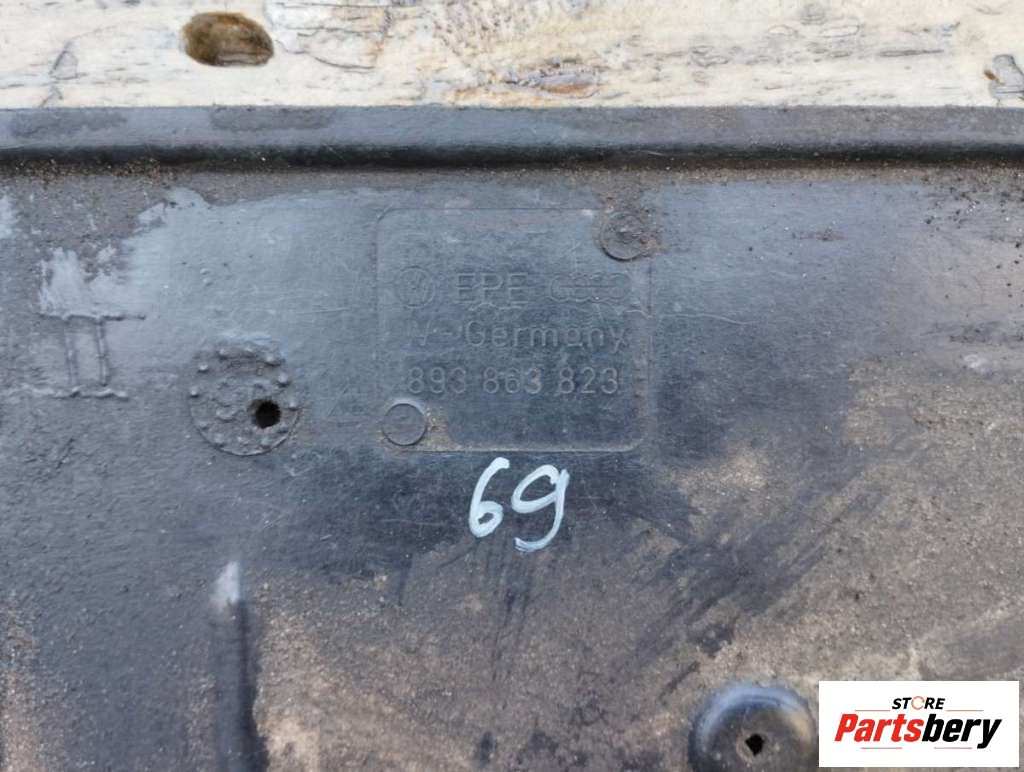 EPE
W-Germany
893 863 823
69
STORE
Partsbery